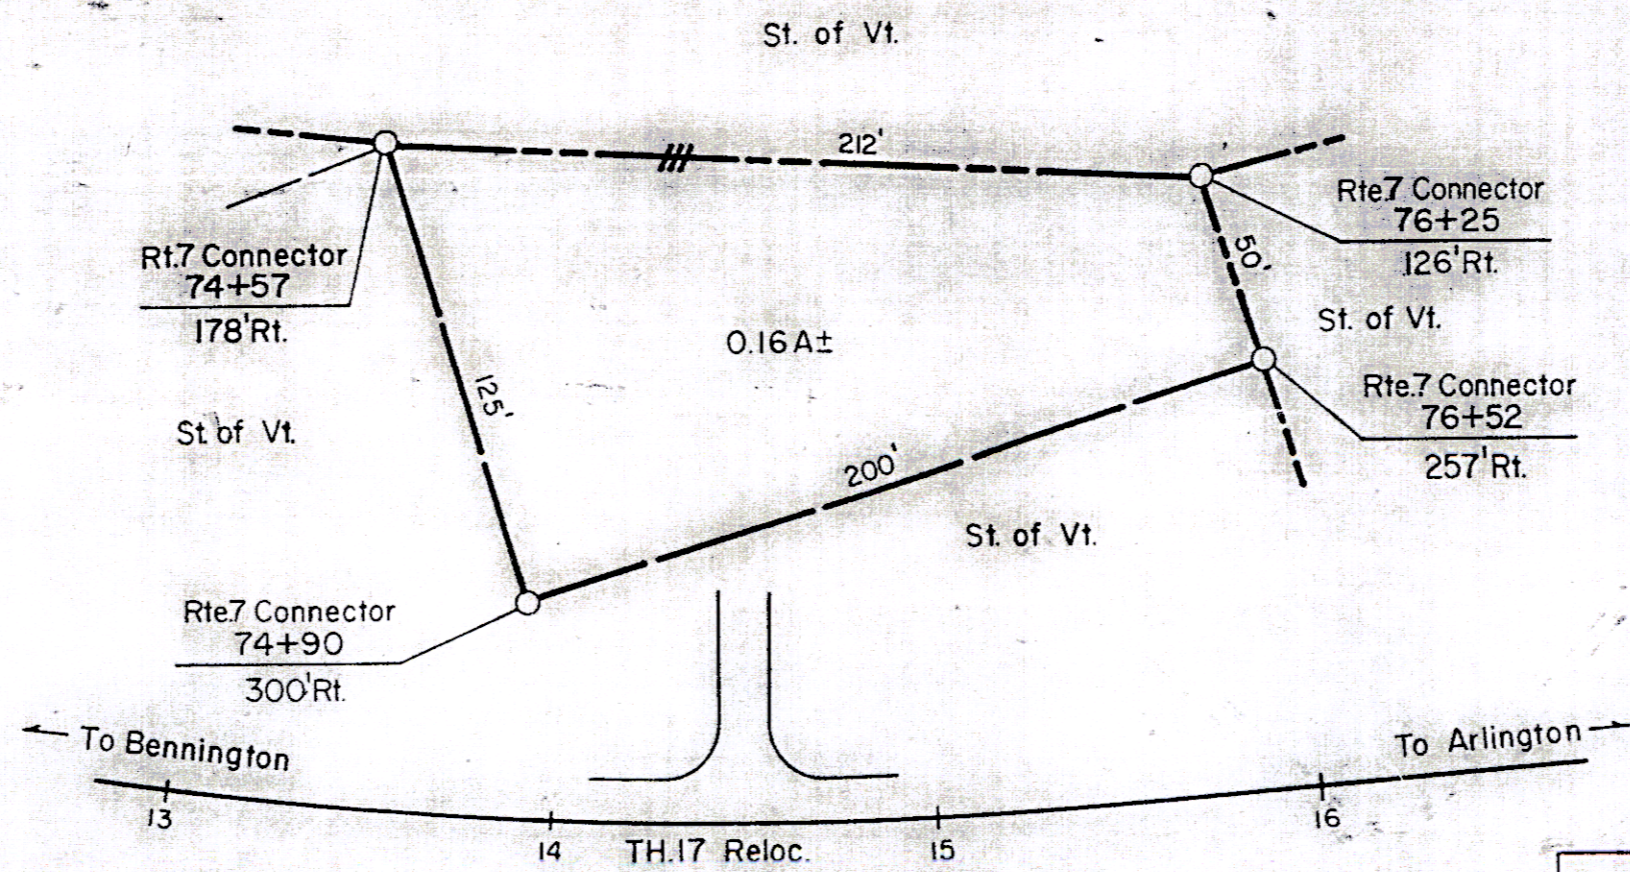 St. of Vt.
212'
Rt.7 Connector
74+57
178'Rt.
Rte.7 Connector
76+25
126'Rt.
50'
St. of Vt.
0.16 A±
125'
Rte.7 Connector
76+52
257'Rt.
St. of Vt.
200'
St. of Vt.
Rte.7 Connector
74+90
300'Rt.
To Bennington
To Arlington
13
14
TH.17 Reloc.
15
16